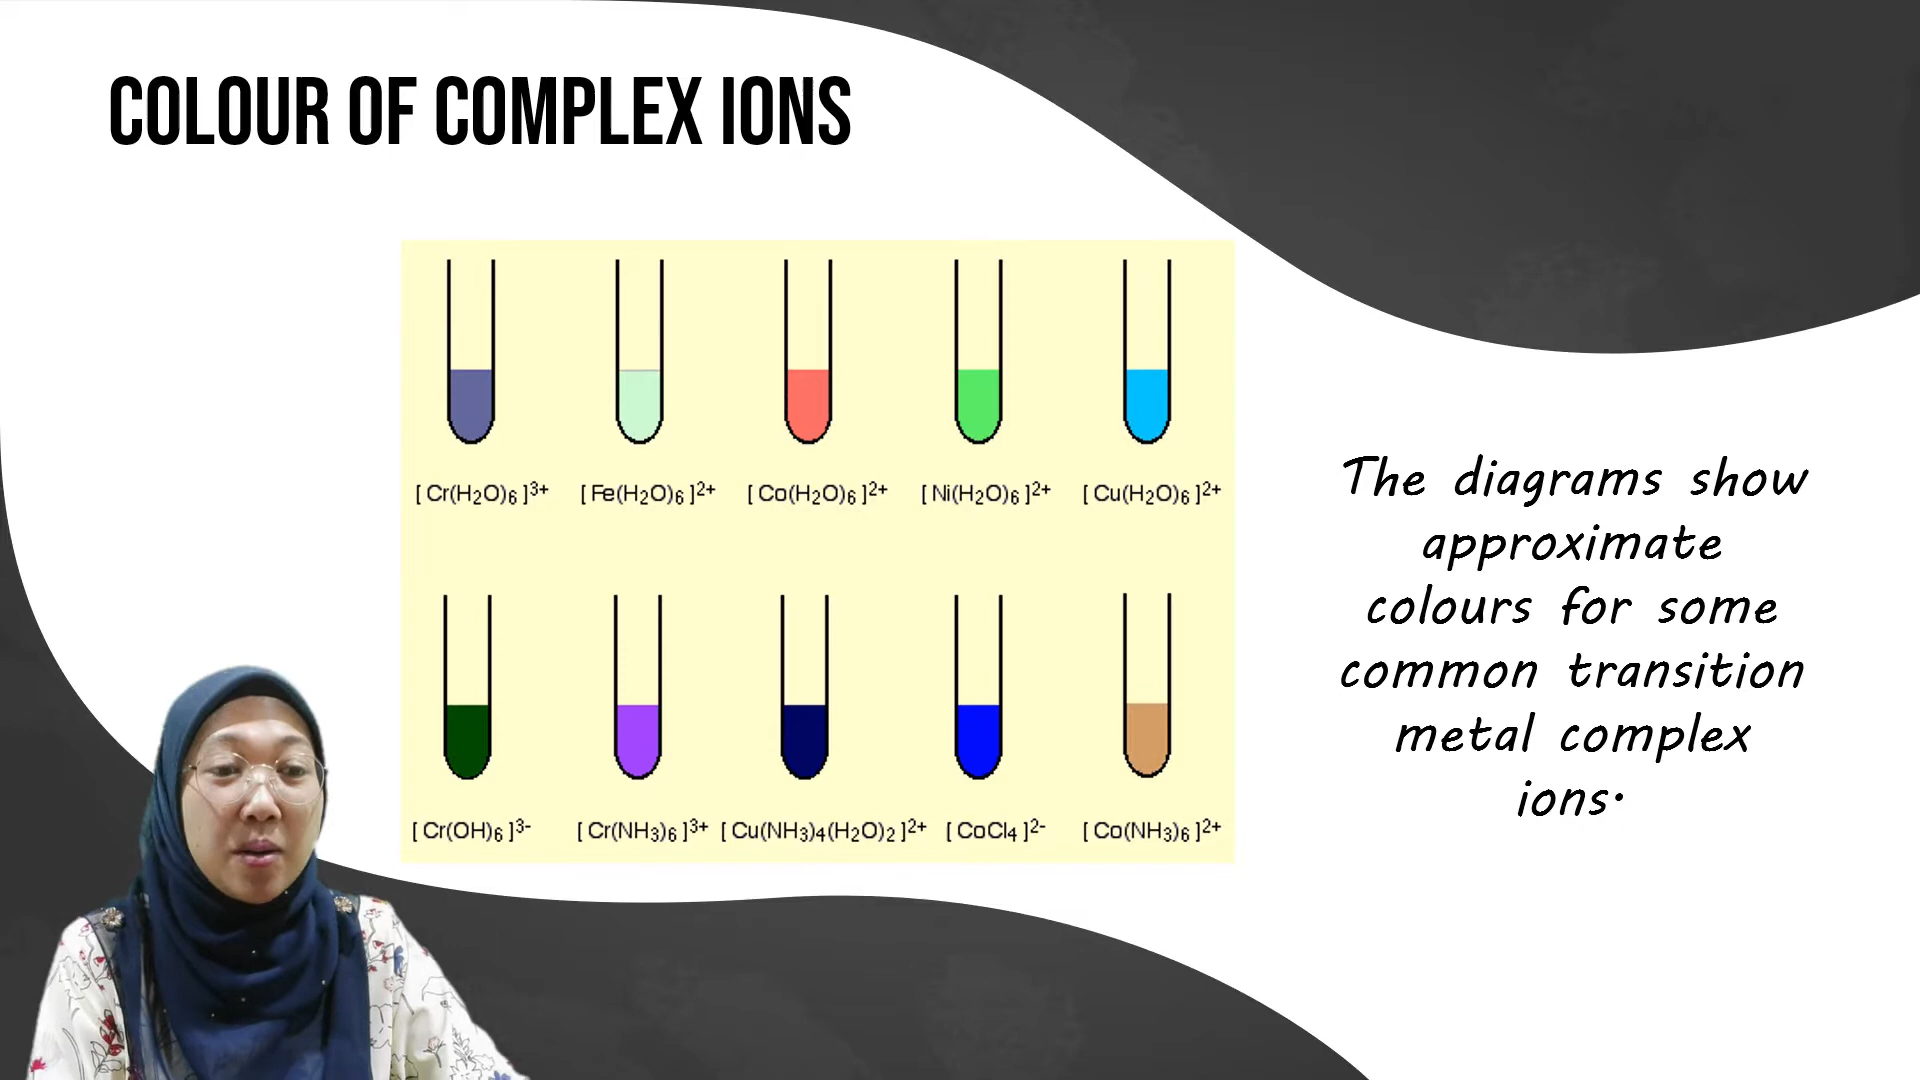 COLOUR OF COMPLEX IONS
[Cr(H₂O)₆]³⁺ [Fe(H₂O)₆]²⁺ [Co(H₂O)₆]²⁺ [Ni(H₂O)₆]²⁺ [Cu(H₂O)₆]²⁺
[Cr(OH)₆]³⁻ [Cr(NH₃)₆]³⁺ [Cu(NH₃)₄(H₂O)₂]²⁺ [CoCl₄]²⁻ [Co(NH₃)₆]²⁺
The diagrams show
approximate
colours for some
common transition
metal complex
ions.